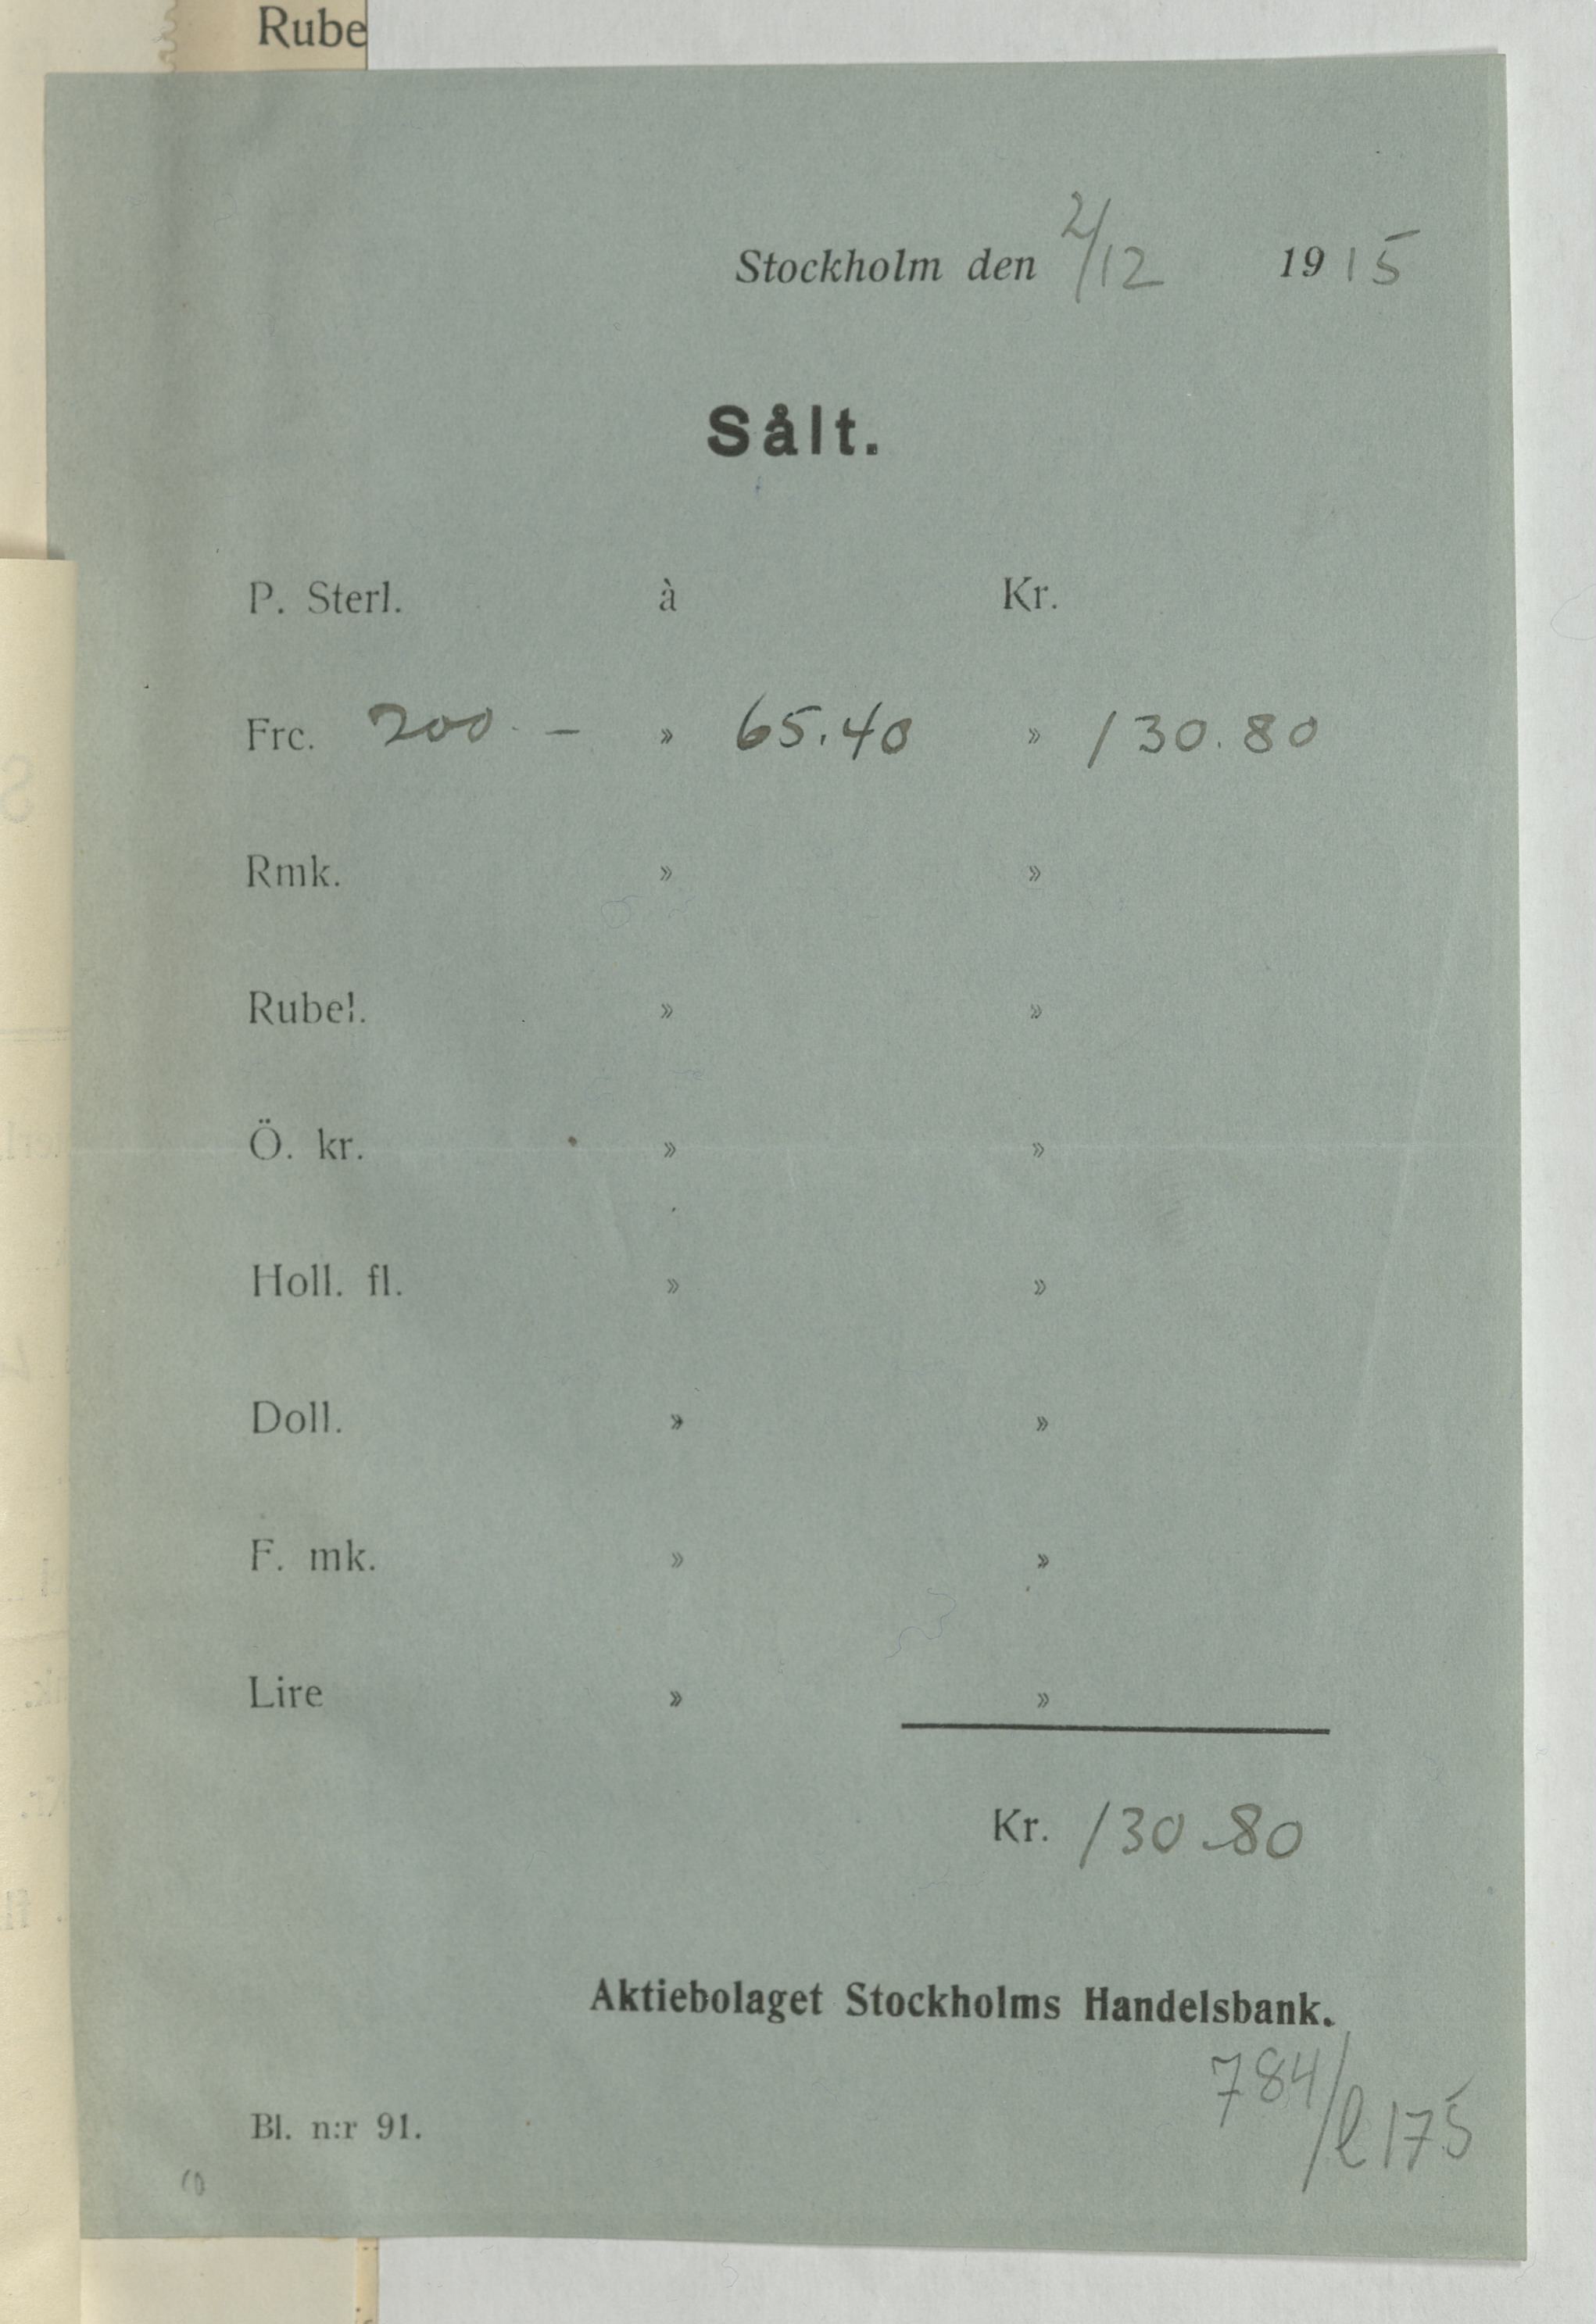 Rube
Stockholm den 2/12 1915
Sålt.
P. Sterl. à Kr.
Frc. 200 - » 65.40 » 130.80
Rmk. » »
Rubel. » »
Ö. kr. » »
Holl. fl. » »
Doll. » »
F. mk. » »
Lire » »
Kr. 130.80
Aktiebolaget Stockholms Handelsbank.
784/l175
Bl. n:r 91.